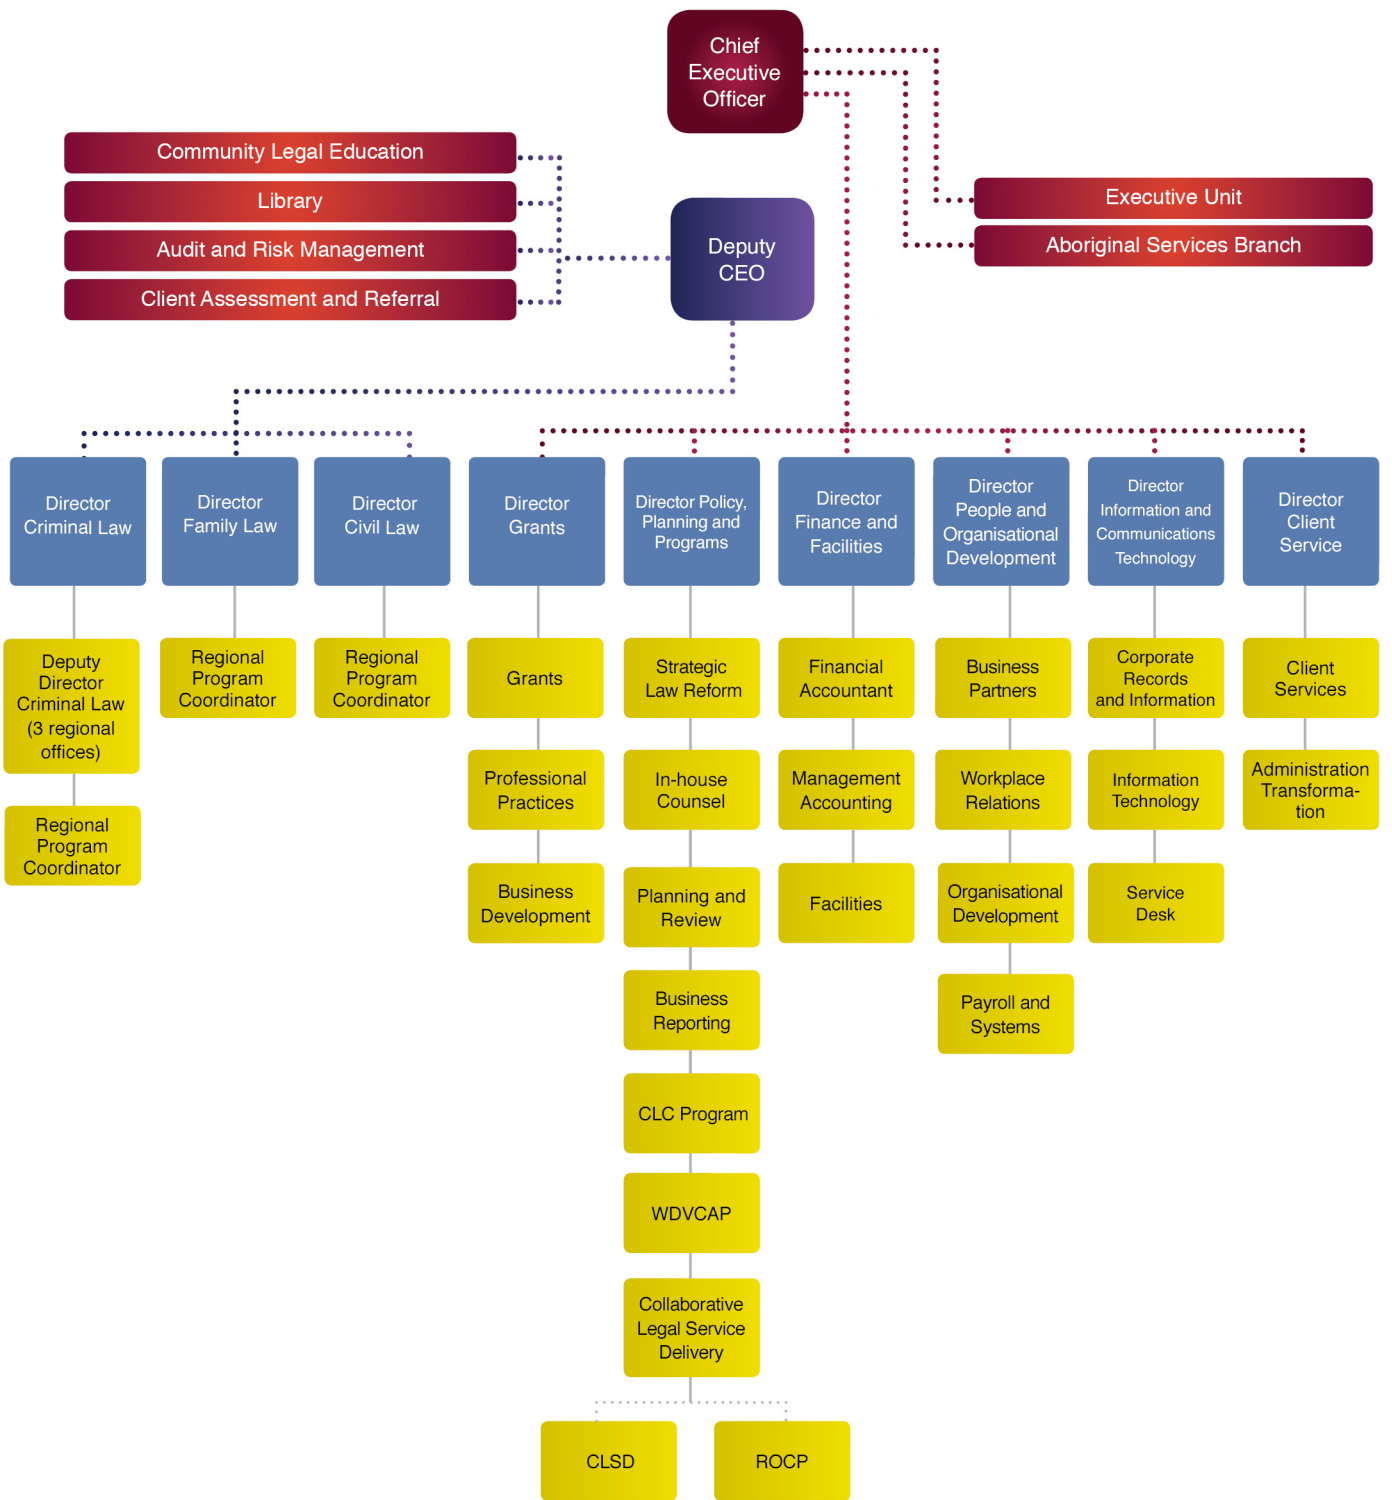 Chief
Executive
Officer
Community Legal Education
Library
Audit and Risk Management
Client Assessment and Referral
Deputy
CEO
Executive Unit
Aboriginal Services Branch
Director
Criminal Law
Director
Family Law
Director
Civil Law
Director
Grants
Director Policy,
Planning and
Programs
Director
Finance and
Facilities
Director
People and
Organisational
Development
Director
Information and
Communications
Technology
Director
Client
Service
Deputy
Director
Criminal Law
(3 regional
offices)
Regional
Program
Coordinator
Regional
Program
Coordinator
Regional
Program
Coordinator
Grants
Professional
Practices
Business
Development
Strategic
Law Reform
In-house
Counsel
Planning and
Review
Business
Reporting
CLC Program
WDVCAP
Collaborative
Legal Service
Delivery
CLSD
ROCP
Financial
Accountant
Management
Accounting
Facilities
Business
Partners
Workplace
Relations
Organisational
Development
Payroll and
Systems
Corporate
Records
and Information
Information
Technology
Service
Desk
Client
Services
Administration
Transforma-
tion